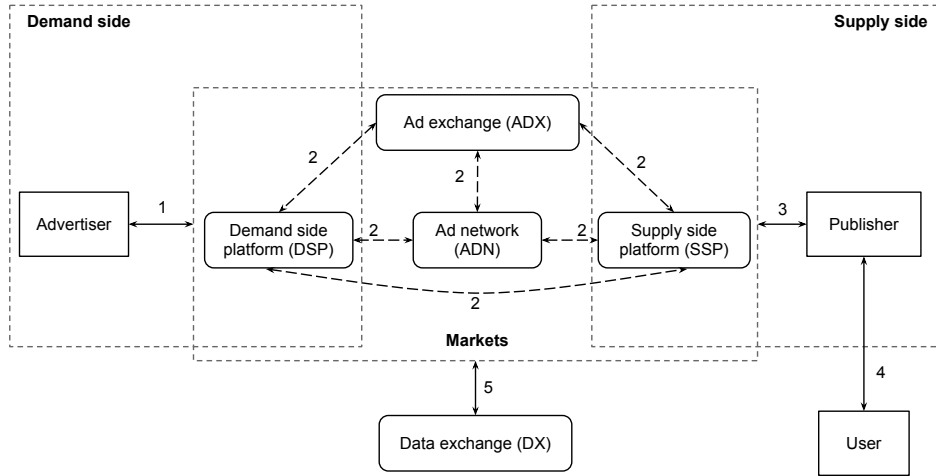 Demand side
Supply side
Ad exchange (ADX)
2
2
2
1
3
Advertiser
Demand side
platform (DSP)
2
Ad network
(ADN)
2
Supply side
platform (SSP)
Publisher
2
Markets
5
4
Data exchange (DX)
User